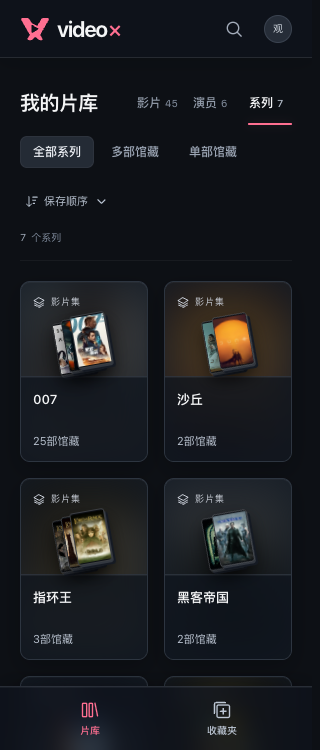 videox
观
我的片库 影片 45 演员 6 系列 7
全部系列 多部馆藏 单部馆藏
保存顺序
7 个系列
影片集 影片集
007 沙丘
25部馆藏 2部馆藏
影片集 影片集
指环王 黑客帝国
3部馆藏 2部馆藏
片库 收藏夹